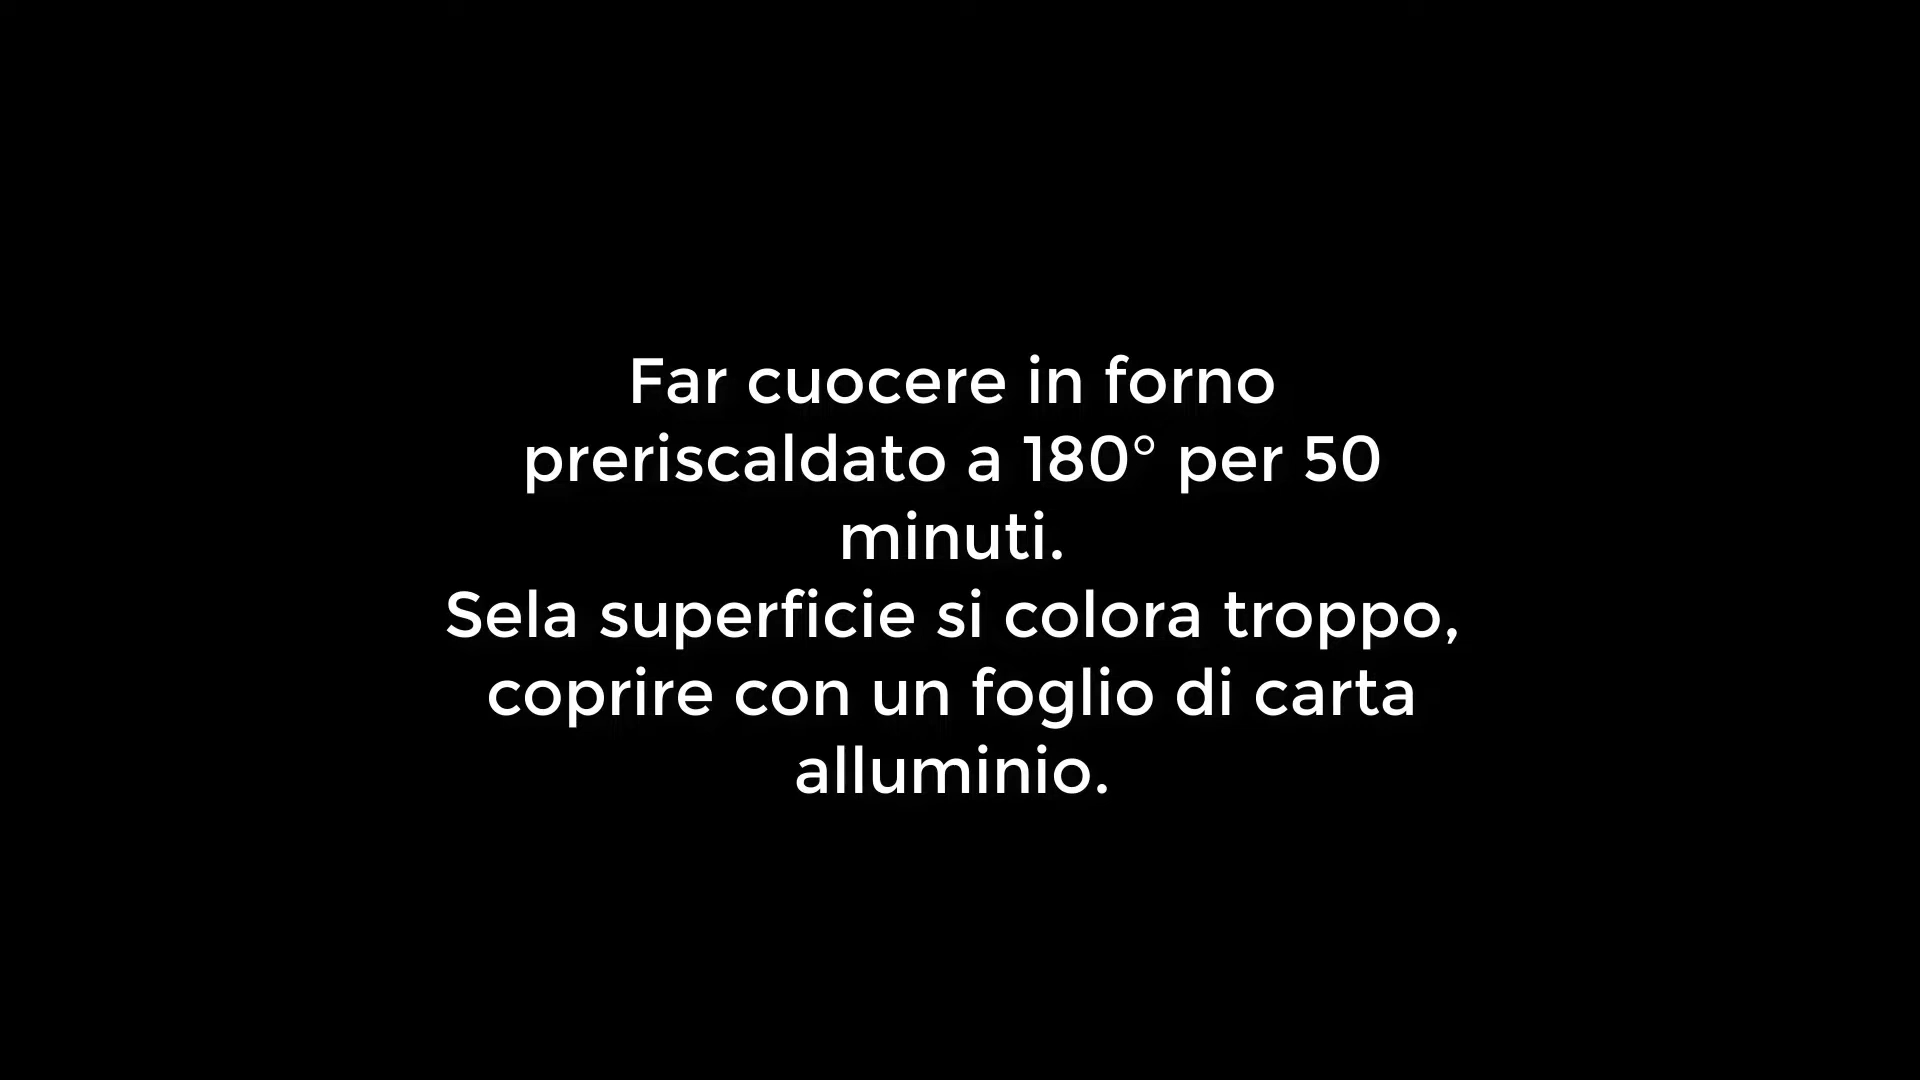 Far cuocere in forno
preriscaldato a 180° per 50
minuti.
Sela superficie si colora troppo,
coprire con un foglio di carta
alluminio.